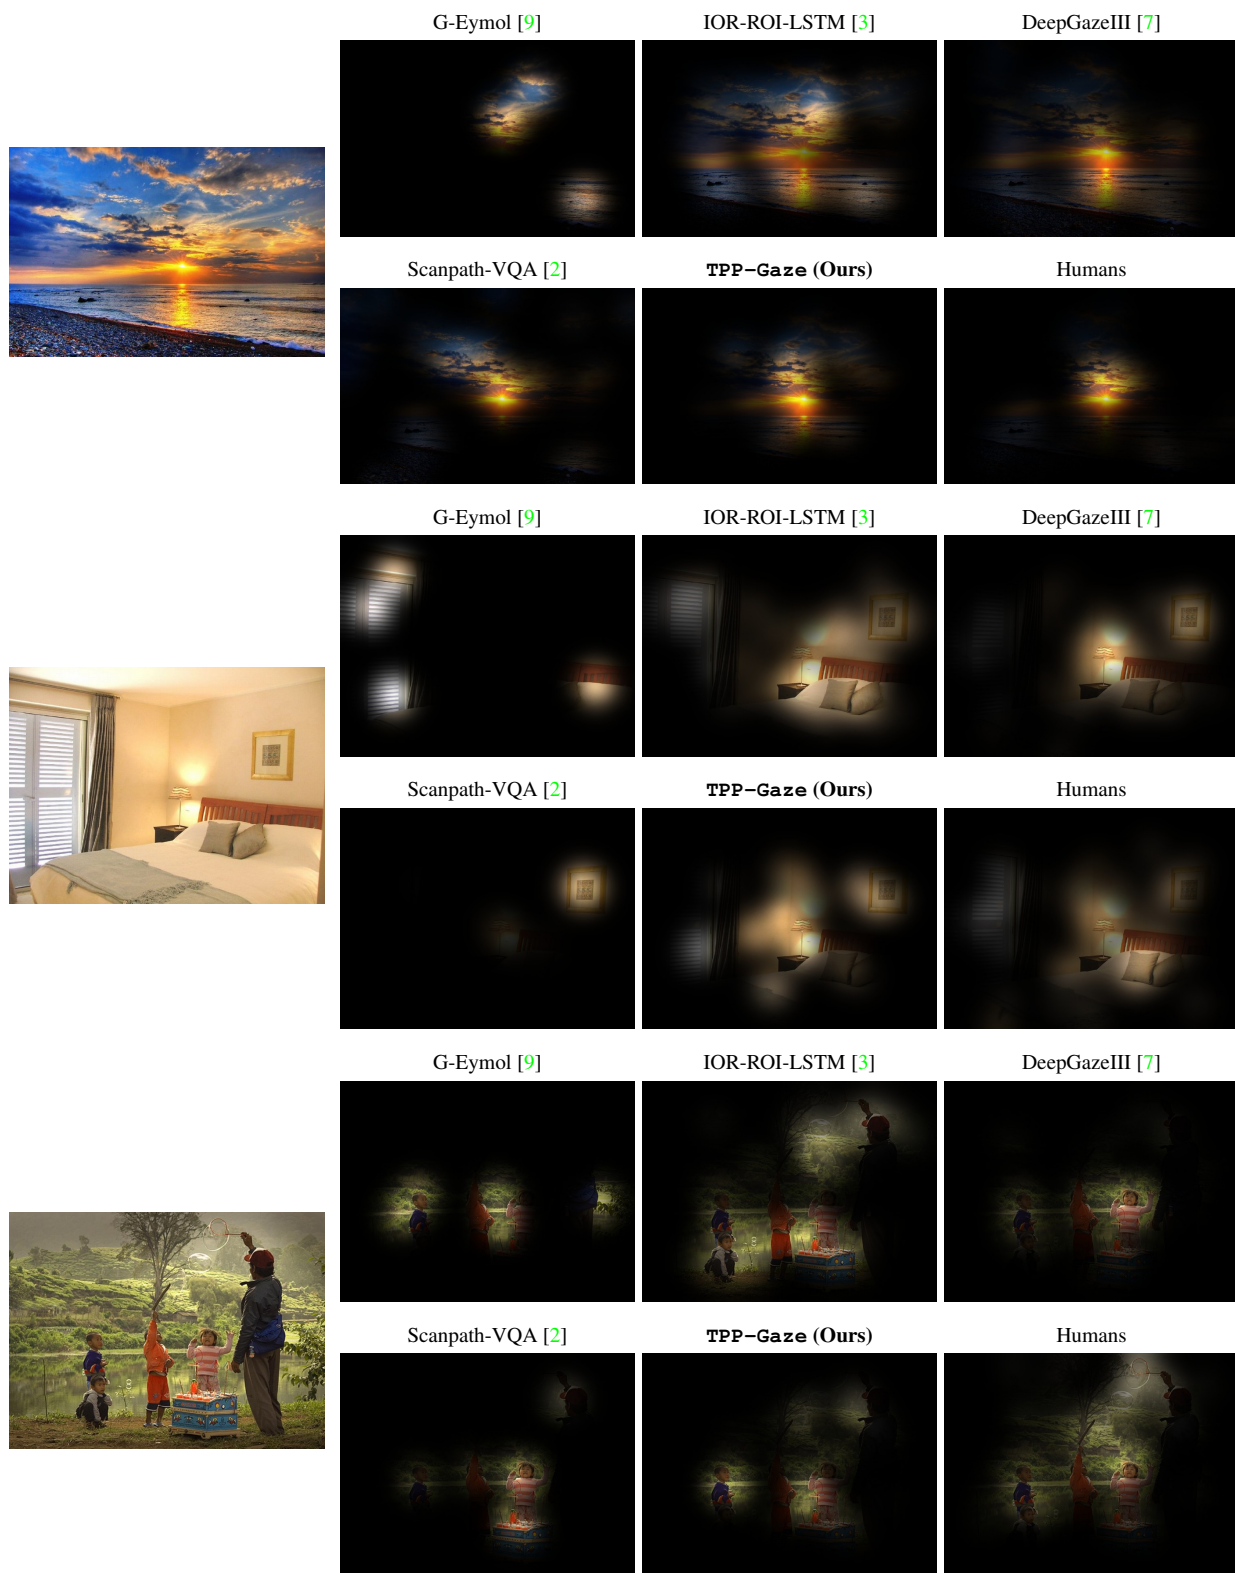 G-Eymol [9] IOR-ROI-LSTM [3] DeepGazeIII [7]
Scanpath-VQA [2] TPP-Gaze (Ours) Humans
G-Eymol [9] IOR-ROI-LSTM [3] DeepGazeIII [7]
Scanpath-VQA [2] TPP-Gaze (Ours) Humans
G-Eymol [9] IOR-ROI-LSTM [3] DeepGazeIII [7]
Scanpath-VQA [2] TPP-Gaze (Ours) Humans